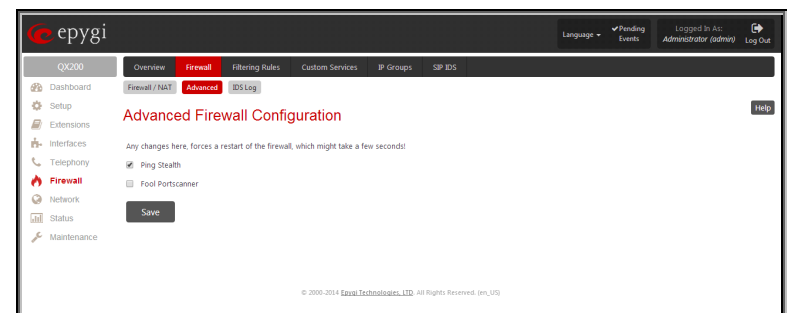 epygi
Language
Pending Events
Logged In As:
Administrator (admin)
Log Out
QX200
Overview
Firewall
Filtering Rules
Custom Services
IP Groups
SIP IDS
Dashboard
Setup
Extensions
Interfaces
Telephony
Firewall
Network
Status
Maintenance
Firewall / NAT
Advanced
IDS Log
Help
Advanced Firewall Configuration
Any changes here, forces a restart of the firewall, which might take a few seconds!
Ping Stealth
Fool Portscanner
Save
© 2000-2014 Epygi Technologies, LTD. All Rights Reserved. (en_US)